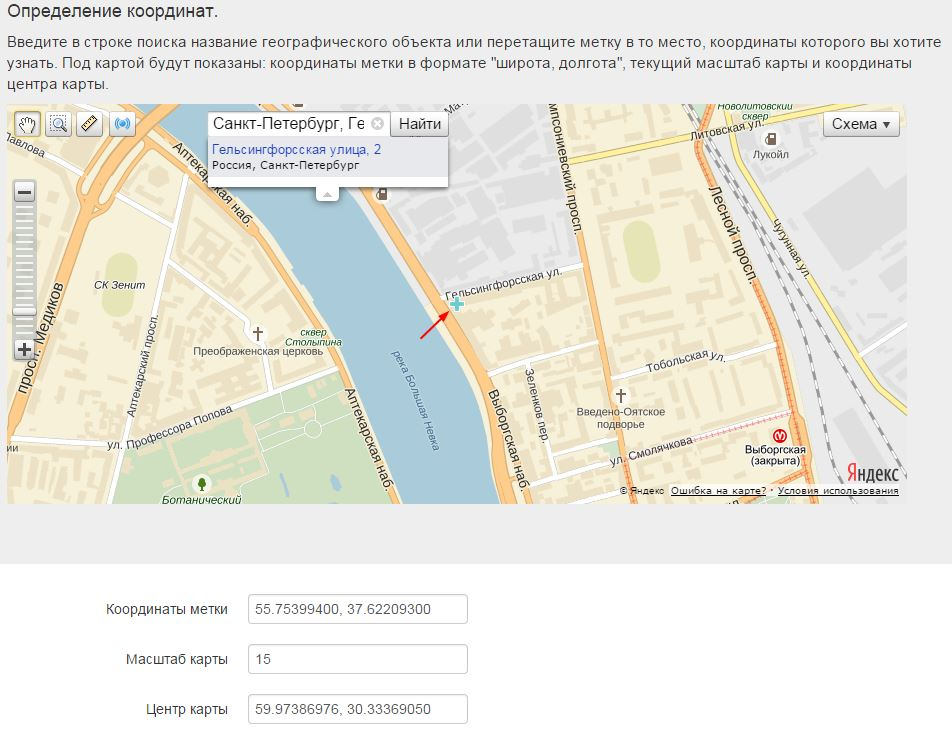 Определение координат.
Введите в строке поиска название географического объекта или перетащите метку в то место, координаты которого вы хотите
узнать. Под картой будут показаны: координаты метки в формате "широта, долгота", текущий масштаб карты и координаты
центра карты.
Санкт-Петербург, Ге
Найти
Схема
Гельсингфорсская улица, 2
Россия, Санкт-Петербург
Новолитовский
сквер
Литовская ул.
Лукойл
Аптекарская наб.
Лесной просп.
Чугунная ул.
Гельсингфорсская ул.
СК Зенит
просп. Медиков
Аптекарский просп.
сквер
Столыпина
Преображенская церковь
река Большая Невка
Тобольская ул.
Зеленков пер.
Выборгская наб.
Аптекарская наб.
Введено-Оятское
подворье
ул. Профессора Попова
ул. Смолячкова
Выборгская
(закрыта)
Яндекс
Ботанический
© Яндекс Ошибка на карте? · Условия использования
Координаты метки 55.75399400, 37.62209300
Масштаб карты 15
Центр карты 59.97386976, 30.33369050